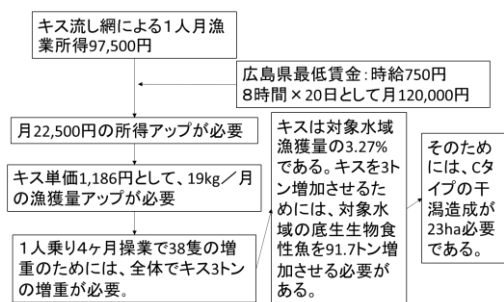 キス流し網による１人月漁
業所得97,500円
広島県最低賃金：時給750円
８時間×20日として月120,000円
月22,500円の所得アップが必要
キス単価1,186円として、19kg／月
の漁獲量アップが必要
１人乗り４ヶ月操業で38隻の増
重のためには、全体でキス3トン
の増重が必要。
キスは対象水域
漁獲量の3.27%
である。キスを3ト
ン増加させるため
には、対象水域
の底生生物食
性魚を91.7トン増
加させる必要が
ある。
そのため
には、Cタ
イプの干
潟造成が
23ha必要
である。